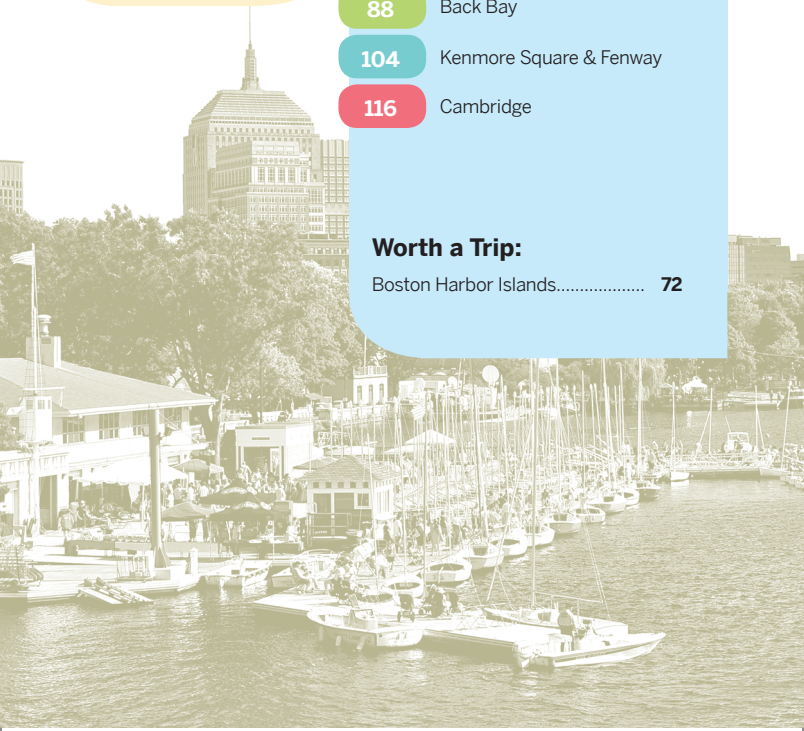 88 Back Bay
104 Kenmore Square & Fenway
116 Cambridge
Worth a Trip:
Boston Harbor Islands................... 72